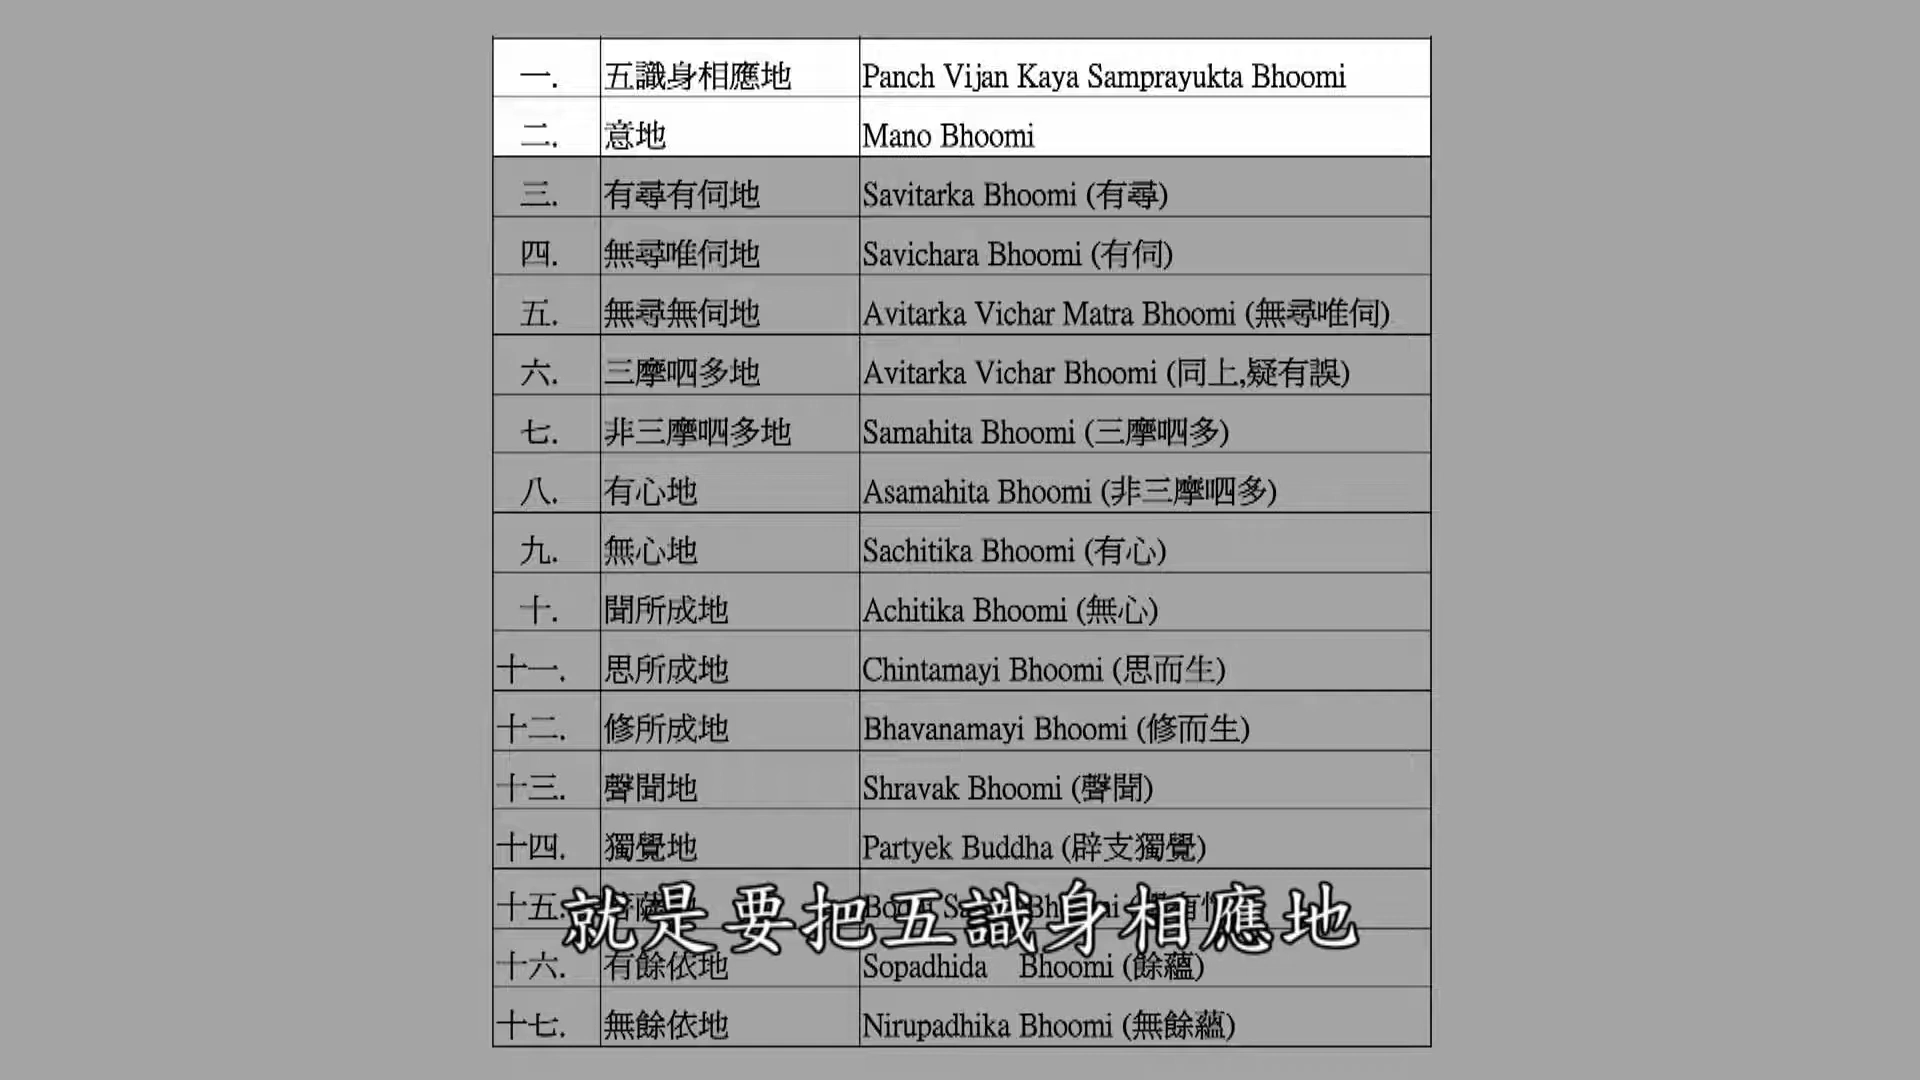 一. 五識身相應地 Panch Vijan Kaya Samprayukta Bhoomi
二. 意地 Mano Bhoomi
三. 有尋有伺地 Savitarka Bhoomi (有尋)
四. 無尋唯伺地 Savichara Bhoomi (有伺)
五. 無尋無伺地 Avitarka Vichar Matra Bhoomi (無尋唯伺)
六. 三摩呬多地 Avitarka Vichar Bhoomi (同上,疑有誤)
七. 非三摩呬多地 Samahita Bhoomi (三摩呬多)
八. 有心地 Asamahita Bhoomi (非三摩呬多)
九. 無心地 Sachitika Bhoomi (有心)
十. 聞所成地 Achitika Bhoomi (無心)
十一. 思所成地 Chintamayi Bhoomi (思而生)
十二. 修所成地 Bhavanamayi Bhoomi (修而生)
十三. 聲聞地 Shravak Bhoomi (聲聞)
十四. 獨覺地 Partyek Buddha (辟支獨覺)
十五.
就是要把五識身相應地
十六. 有餘依地 Sopadhida Bhoomi (餘蘊)
十七. 無餘依地 Nirupadhika Bhoomi (無餘蘊)